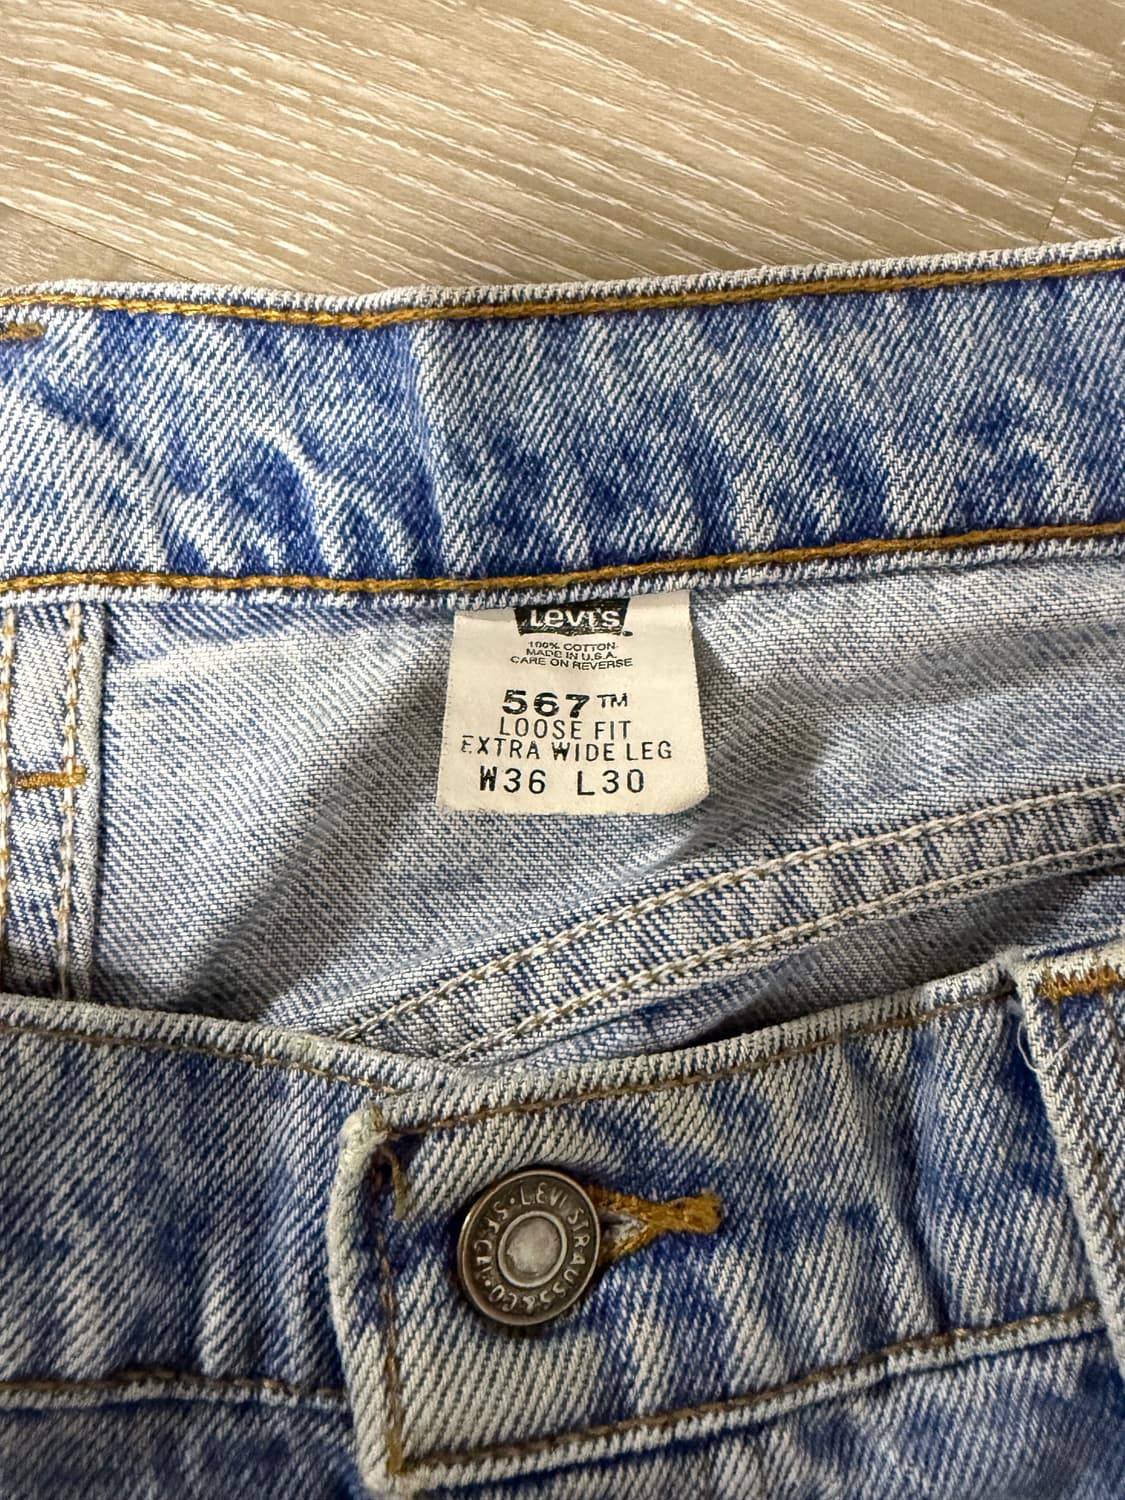 Levi's
100% COTTON
MADE IN U.S.A.
CARE ON REVERSE
567™
LOOSE FIT
EXTRA WIDE LEG
W36 L30
LEVI STRAUSS & CO · S.F. CAL ·